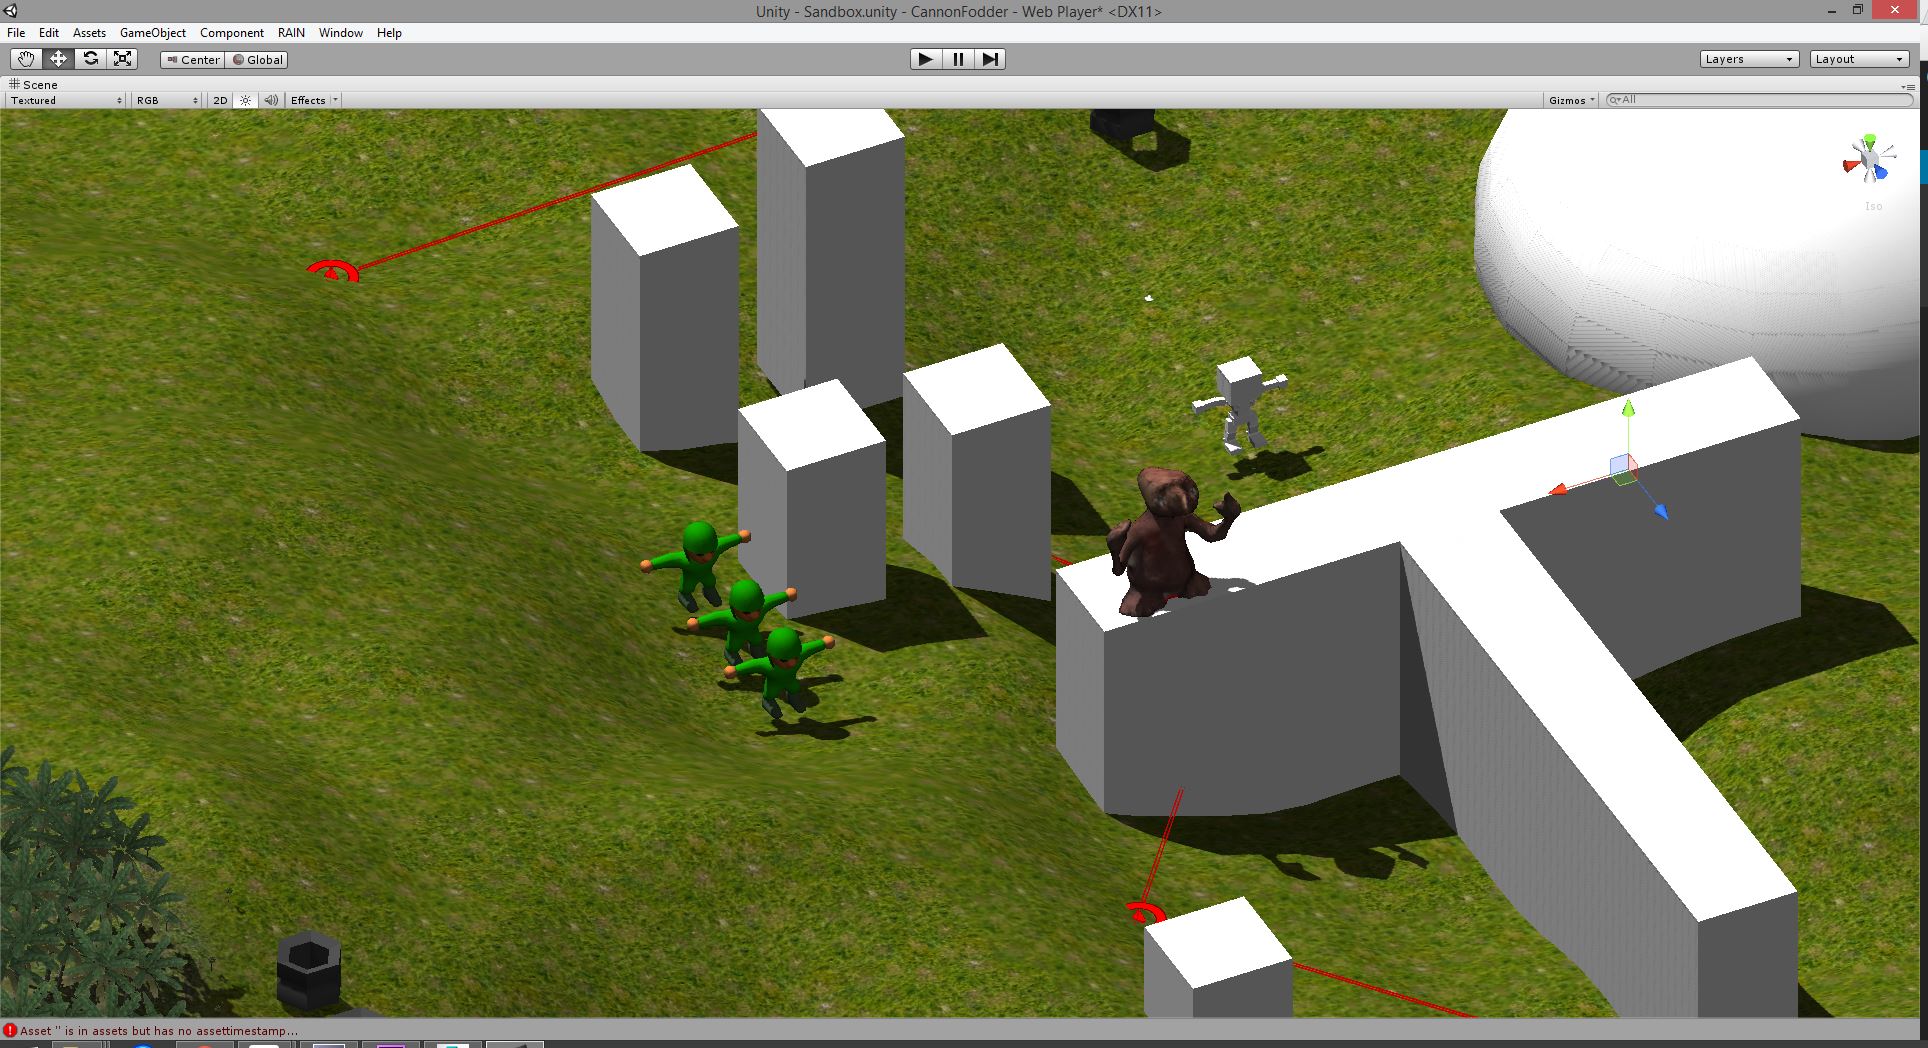 Unity - Sandbox.unity - CannonFodder - Web Player* <DX11>
File Edit Assets GameObject Component RAIN Window Help
Center Global Layers Layout
Scene
Textured RGB 2D Effects Gizmos All
Iso
Asset '' is in assets but has no assettimestamp...